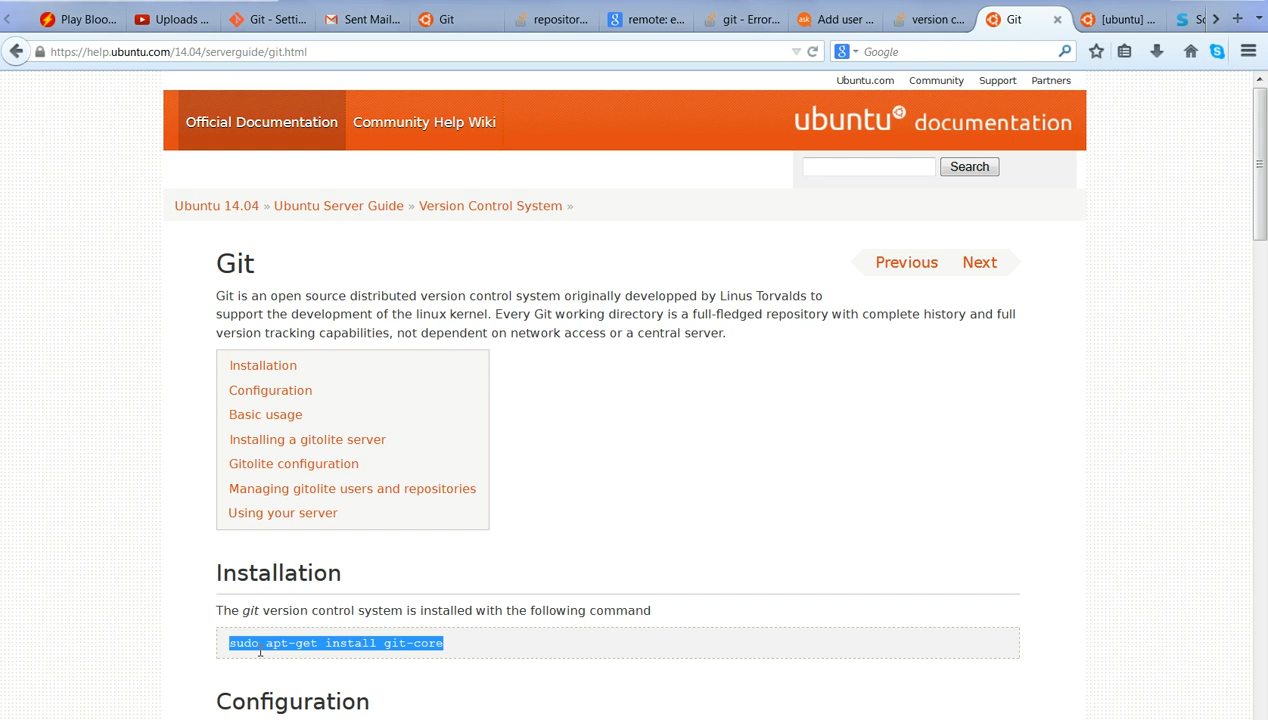 Play Bloo...
Uploads ...
Git - Setti...
Sent Mail...
Git
repositor...
remote: e...
git - Error...
Add user ...
version c...
Git
[ubuntu] ...
https://help.ubuntu.com/14.04/serverguide/git.html
Google
Ubuntu.com Community Support Partners
Official Documentation Community Help Wiki
ubuntu documentation
Search
Ubuntu 14.04 » Ubuntu Server Guide » Version Control System »
Git
Previous Next
Git is an open source distributed version control system originally developped by Linus Torvalds to
support the development of the linux kernel. Every Git working directory is a full-fledged repository with complete history and full
version tracking capabilities, not dependent on network access or a central server.
Installation
Configuration
Basic usage
Installing a gitolite server
Gitolite configuration
Managing gitolite users and repositories
Using your server
Installation
The git version control system is installed with the following command
sudo apt-get install git-core
Configuration